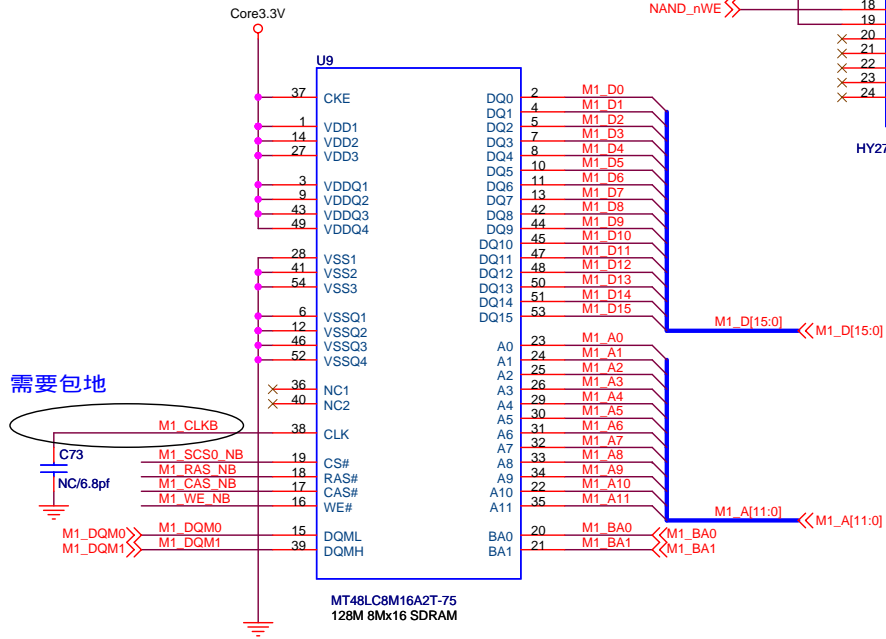 Core3.3V
NAND_nWE
18
19
20
21
22
23
24
HY27
U9
37 CKE
1 VDD1
14 VDD2
27 VDD3
3 VDDQ1
9 VDDQ2
43 VDDQ3
49 VDDQ4
28 VSS1
41 VSS2
54 VSS3
6 VSSQ1
12 VSSQ2
46 VSSQ3
52 VSSQ4
36 NC1
40 NC2
需要包地
M1_CLKB 38 CLK
C73
NC/6.8pf
M1_SCS0_NB 19 CS#
M1_RAS_NB 18 RAS#
M1_CAS_NB 17 CAS#
M1_WE_NB 16 WE#
M1_DQM0 M1_DQM0 15 DQML
M1_DQM1 M1_DQM1 39 DQMH
DQ0 2 M1_D0
DQ1 4 M1_D1
DQ2 5 M1_D2
DQ3 7 M1_D3
DQ4 8 M1_D4
DQ5 10 M1_D5
DQ6 11 M1_D6
DQ7 13 M1_D7
DQ8 42 M1_D8
DQ9 44 M1_D9
DQ10 45 M1_D10
DQ11 47 M1_D11
DQ12 48 M1_D12
DQ13 50 M1_D13
DQ14 51 M1_D14
DQ15 53 M1_D15
M1_D[15:0] M1_D[15:0]
A0 23 M1_A0
A1 24 M1_A1
A2 25 M1_A2
A3 26 M1_A3
A4 29 M1_A4
A5 30 M1_A5
A6 31 M1_A6
A7 32 M1_A7
A8 33 M1_A8
A9 34 M1_A9
A10 22 M1_A10
A11 35 M1_A11
M1_A[11:0] M1_A[11:0]
BA0 20 M1_BA0 M1_BA0
BA1 21 M1_BA1 M1_BA1
MT48LC8M16A2T-75
128M 8Mx16 SDRAM